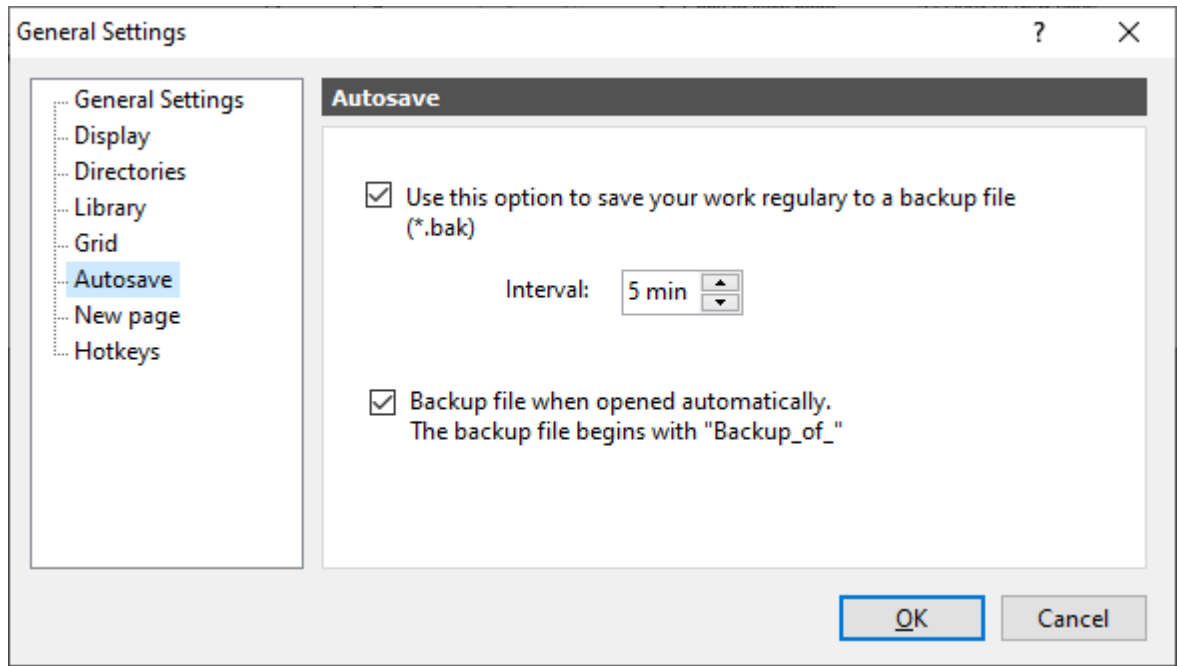 General Settings
?
General Settings
Display
Directories
Library
Grid
Autosave
New page
Hotkeys
Autosave
Use this option to save your work regulary to a backup file
(*.bak)
Interval: 5 min
Backup file when opened automatically.
The backup file begins with "Backup_of_"
OK Cancel